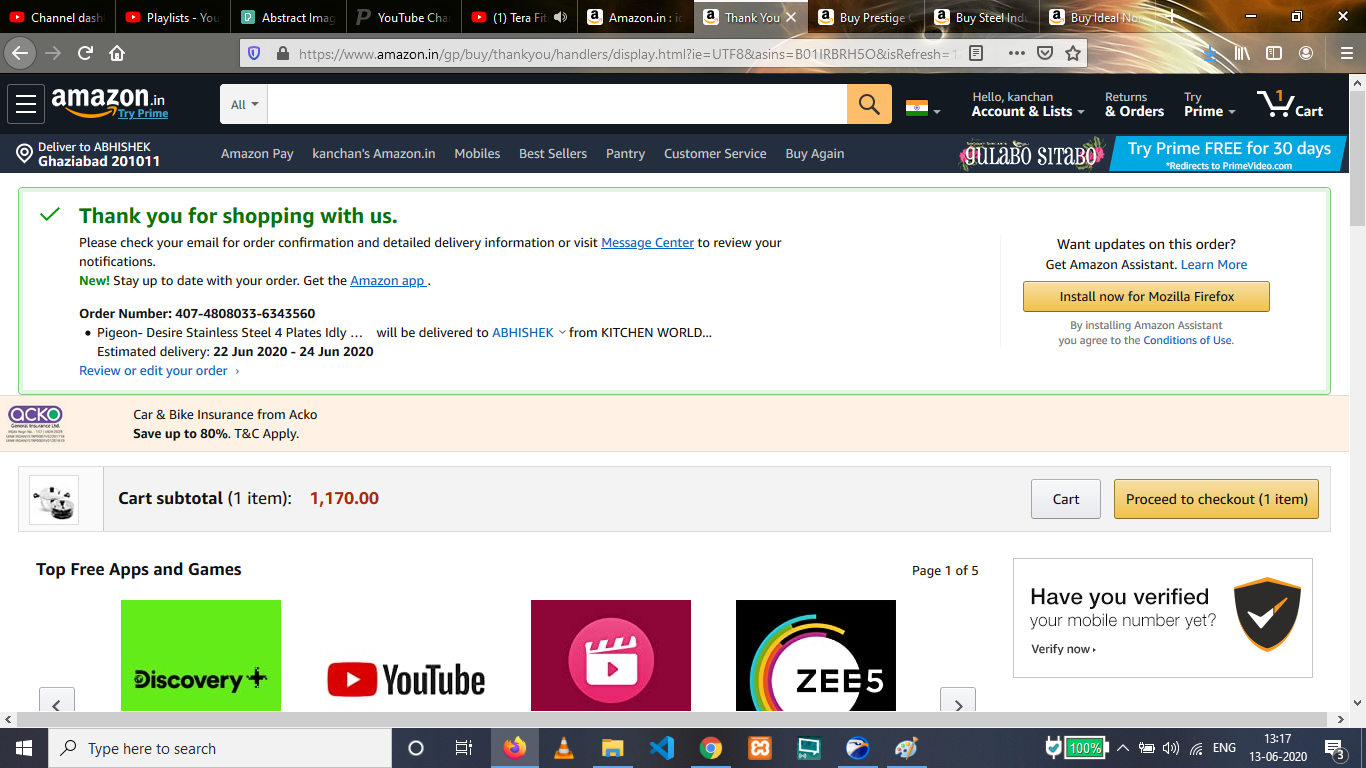 Channel dash
Playlists - You
Abstract Imag
YouTube Cha
(1) Tera Fit
Amazon.in : i
Thank You
Buy Prestige C
Buy Steel Indu
Buy Ideal No
https://www.amazon.in/gp/buy/thankyou/handlers/display.html?ie=UTF8&asins=B01IRBRH5O&isRefresh=1
amazon.in
Try Prime
All
Hello, kanchan
Account & Lists
Returns
& Orders
Try
Prime
1
Cart
Deliver to ABHISHEK
Ghaziabad 201011
Amazon Pay
kanchan's Amazon.in
Mobiles
Best Sellers
Pantry
Customer Service
Buy Again
GULABO SITABO
Try Prime FREE for 30 days
*Redirects to PrimeVideo.com
Thank you for shopping with us.
Please check your email for order confirmation and detailed delivery information or visit Message Center to review your
notifications.
New! Stay up to date with your order. Get the Amazon app .
Order Number: 407-4808033-6343560
• Pigeon- Desire Stainless Steel 4 Plates Idly … will be delivered to ABHISHEK from KITCHEN WORLD…
Estimated delivery: 22 Jun 2020 - 24 Jun 2020
Review or edit your order ›
Want updates on this order?
Get Amazon Assistant. Learn More
Install now for Mozilla Firefox
By installing Amazon Assistant
you agree to the Conditions of Use.
acko
General Insurance Ltd.
Car & Bike Insurance from Acko
Save up to 80%. T&C Apply.
Cart subtotal (1 item): 1,170.00
Cart
Proceed to checkout (1 item)
Top Free Apps and Games
Page 1 of 5
discovery+
YouTube
ZEE5
Have you verified
your mobile number yet?
Verify now ▸
Type here to search
100%
ENG
13:17
13-06-2020
3